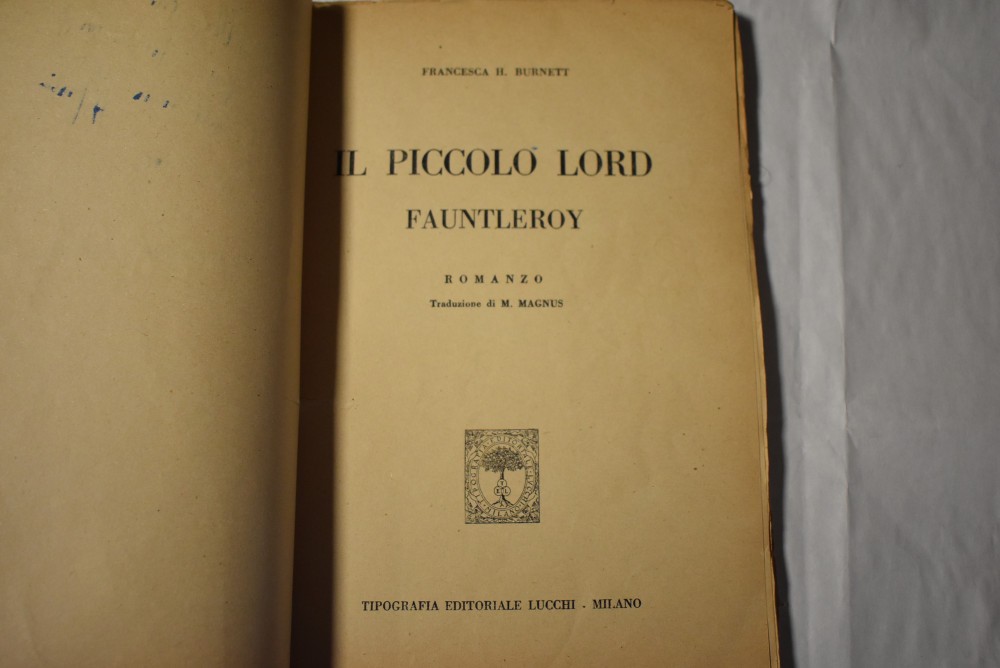 FRANCESCA H. BURNETT
IL PICCOLO LORD
FAUNTLEROY
ROMANZO
Traduzione di M. MAGNUS
TIPOGRAFIA EDITORIALE LUCCHI - MILANO